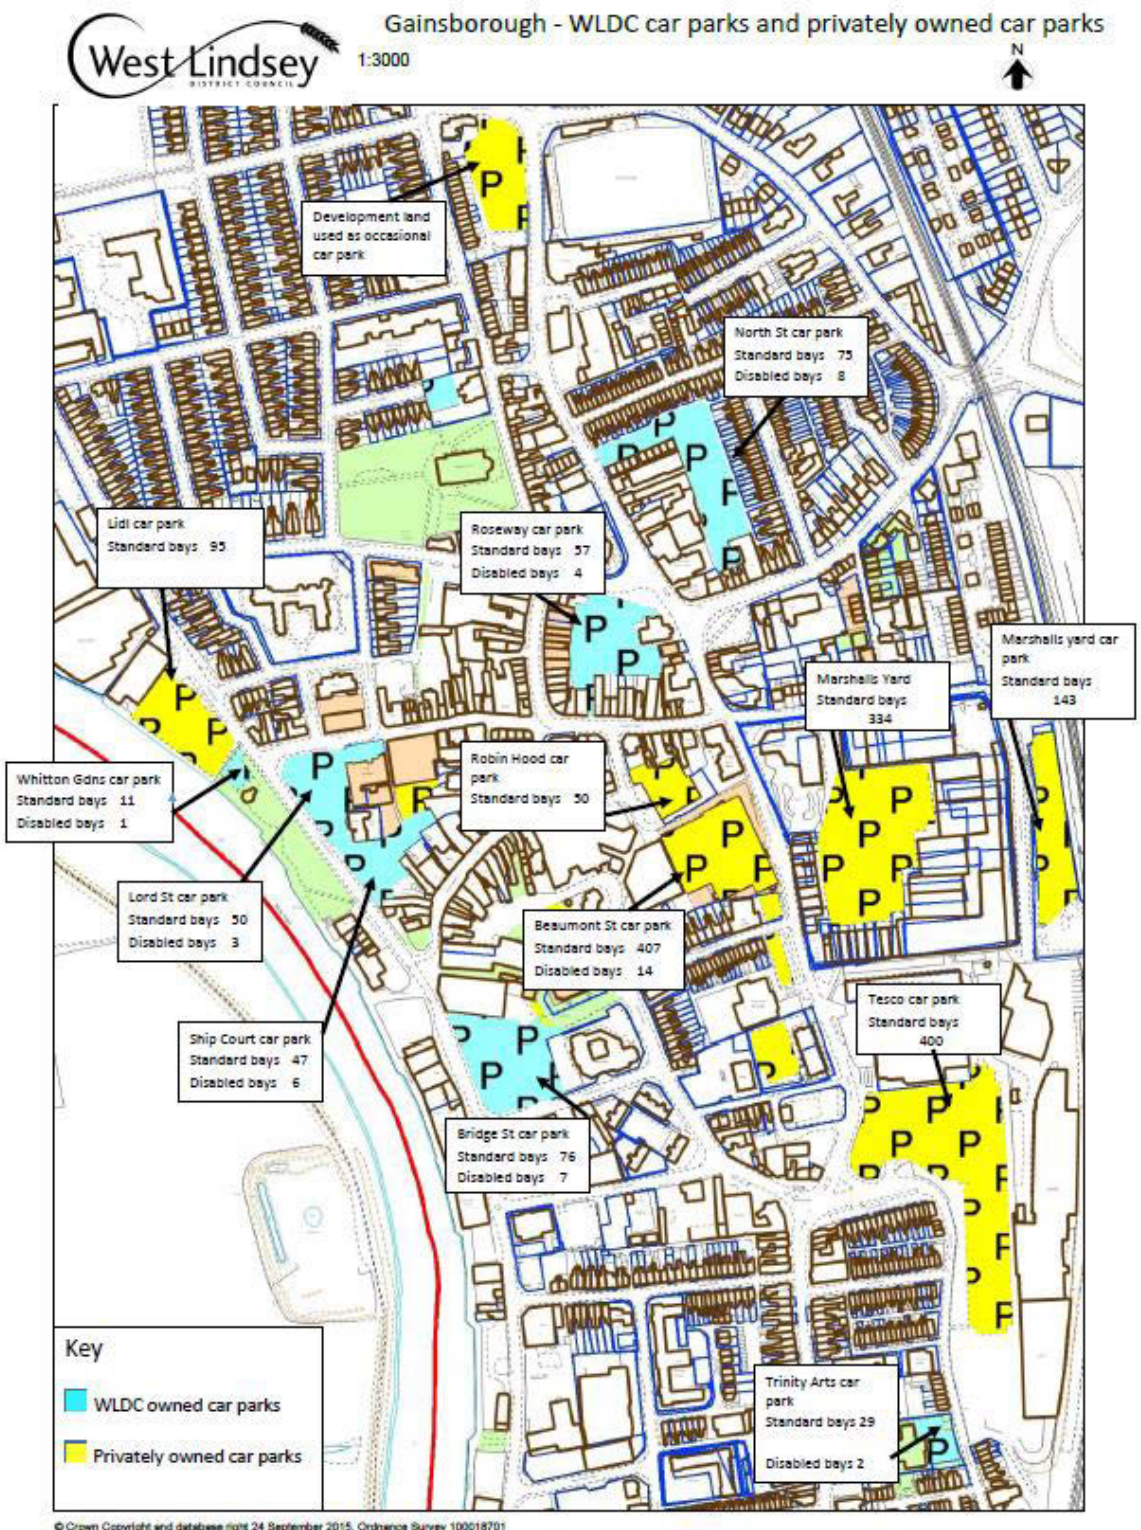 Gainsborough - WLDC car parks and privately owned car parks
West Lindsey
DISTRICT COUNCIL
1:3000
N
Development land
used as occasional
car park
North St car park
Standard bays 75
Disabled bays 8
Lidl car park
Standard bays 95
Roseway car park
Standard bays 57
Disabled bays 4
Marshalls yard car
park
Standard bays
143
Marshalls Yard
Standard bays
334
Robin Hood car
park
Standard bays 50
Whitton Gdns car park
Standard bays 11
Disabled bays 1
Lord St car park
Standard bays 50
Disabled bays 3
Beaumont St car park
Standard bays 407
Disabled bays 14
Tesco car park
Standard bays
400
Ship Court car park
Standard bays 47
Disabled bays 6
Bridge St car park
Standard bays 76
Disabled bays 7
Trinity Arts car
park
Standard bays 29
Disabled bays 2
Key
WLDC owned car parks
Privately owned car parks
© Crown Copyright and database right 24 September 2015. Ordnance Survey 100018701